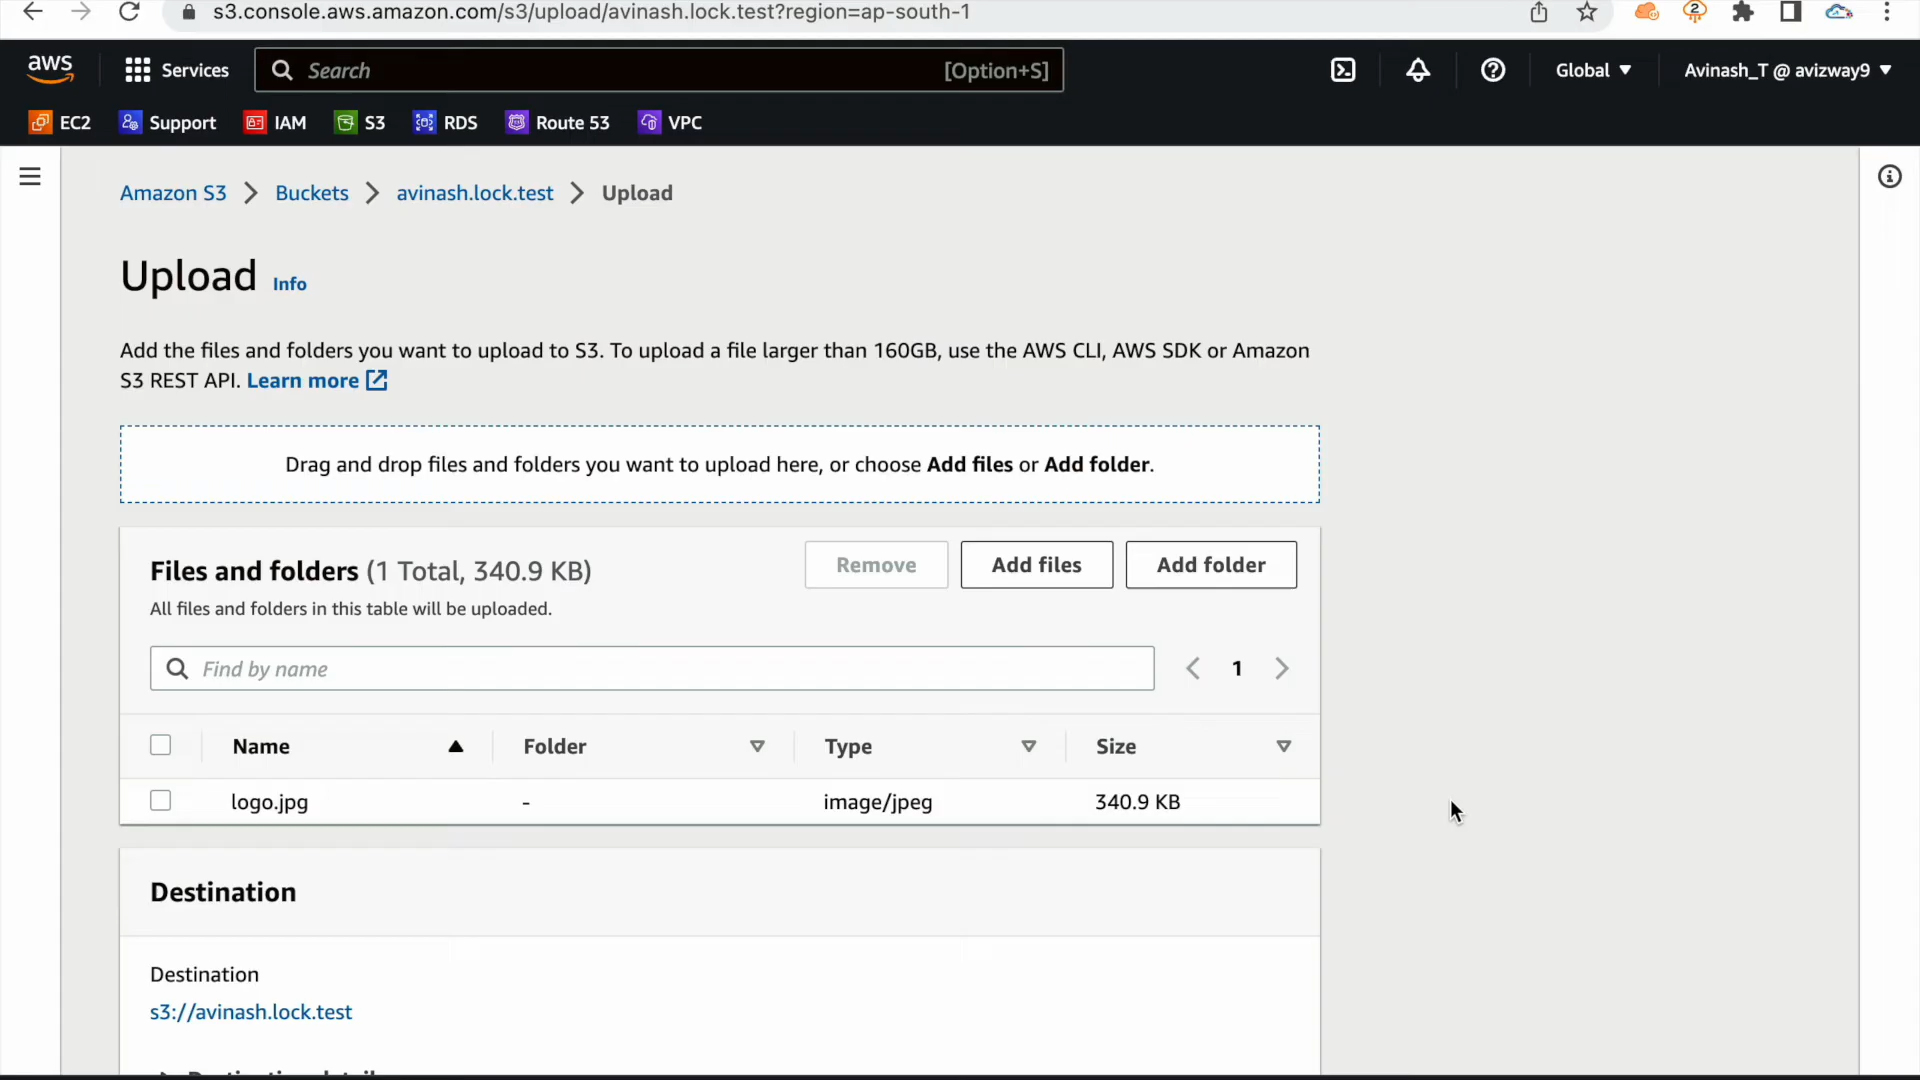 s3.console.aws.amazon.com/s3/upload/avinash.lock.test?region=ap-south-1
2
aws
Services
Search
[Option+S]
Global
Avinash_T @ avizway9
EC2
Support
IAM
S3
RDS
Route 53
VPC
Amazon S3 > Buckets > avinash.lock.test > Upload
Upload Info
Add the files and folders you want to upload to S3. To upload a file larger than 160GB, use the AWS CLI, AWS SDK or Amazon
S3 REST API. Learn more
Drag and drop files and folders you want to upload here, or choose Add files or Add folder.
Files and folders (1 Total, 340.9 KB)
Remove
Add files
Add folder
All files and folders in this table will be uploaded.
Find by name
1
Name
Folder
Type
Size
logo.jpg
-
image/jpeg
340.9 KB
Destination
Destination
s3://avinash.lock.test